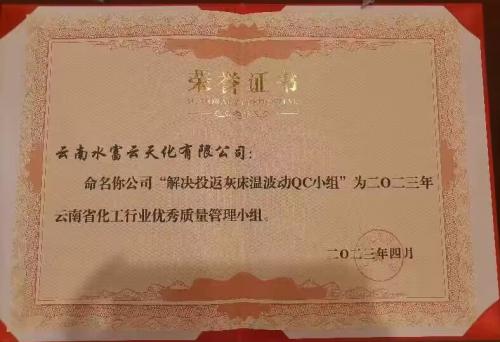 荣誉证书
云南水富云天化有限公司：
命名你公司“解决投返灰床温波动QC小组”为二〇二三年
云南省化工行业优秀质量管理小组。
二〇二三年四月